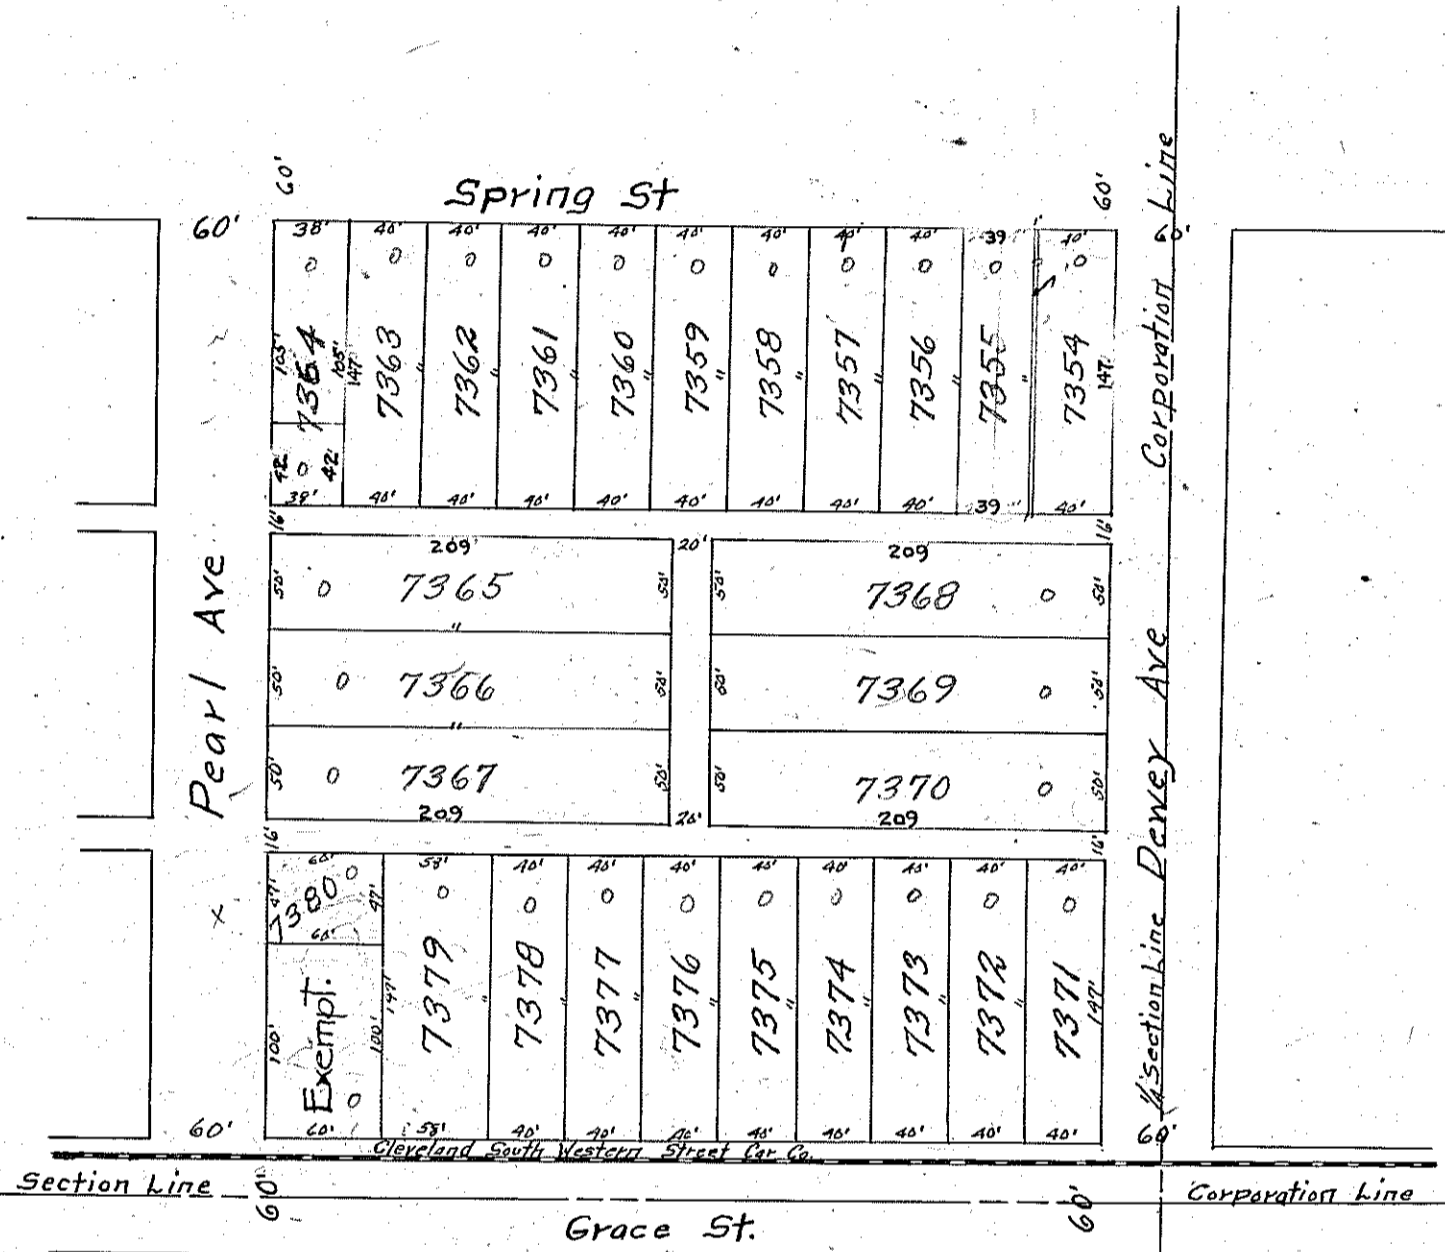 Spring St
60' 60'
60' 60'
38' 40' 40' 40' 40' 40' 40' 40' 40' 39 40'
7364 7363 7362 7361 7360 7359 7358 7357 7356 7355 7354
105' 105' 147' " " " " " " " " 147'
42' 42'
38' 40' 40' 40' 40' 40' 40' 40' 40' 39 40'
Corporation Line
16' 16'
209' 20' 209
50' 7365 50' 50' 7368 50'
"
50' 7366 50' 50' 7369 50'
"
50' 7367 50' 50' 7370 50'
209 20' 209
Pearl Ave
Dewey Ave
16' 16'
60' 58' 40' 40' 40' 40' 40' 40' 40' 40'
47' 7380 47'
60'
Exempt.
100' 100' 147'
7379 7378 7377 7376 7375 7374 7373 7372 7371
" " " " " " " 147'
1/4 Section Line
60' 60' 58' 40' 40' 40' 40' 40' 40' 40' 40' 60'
Cleveland South Western Street Car Co.
Section Line
60' 60'
Corporation Line
Grace St.